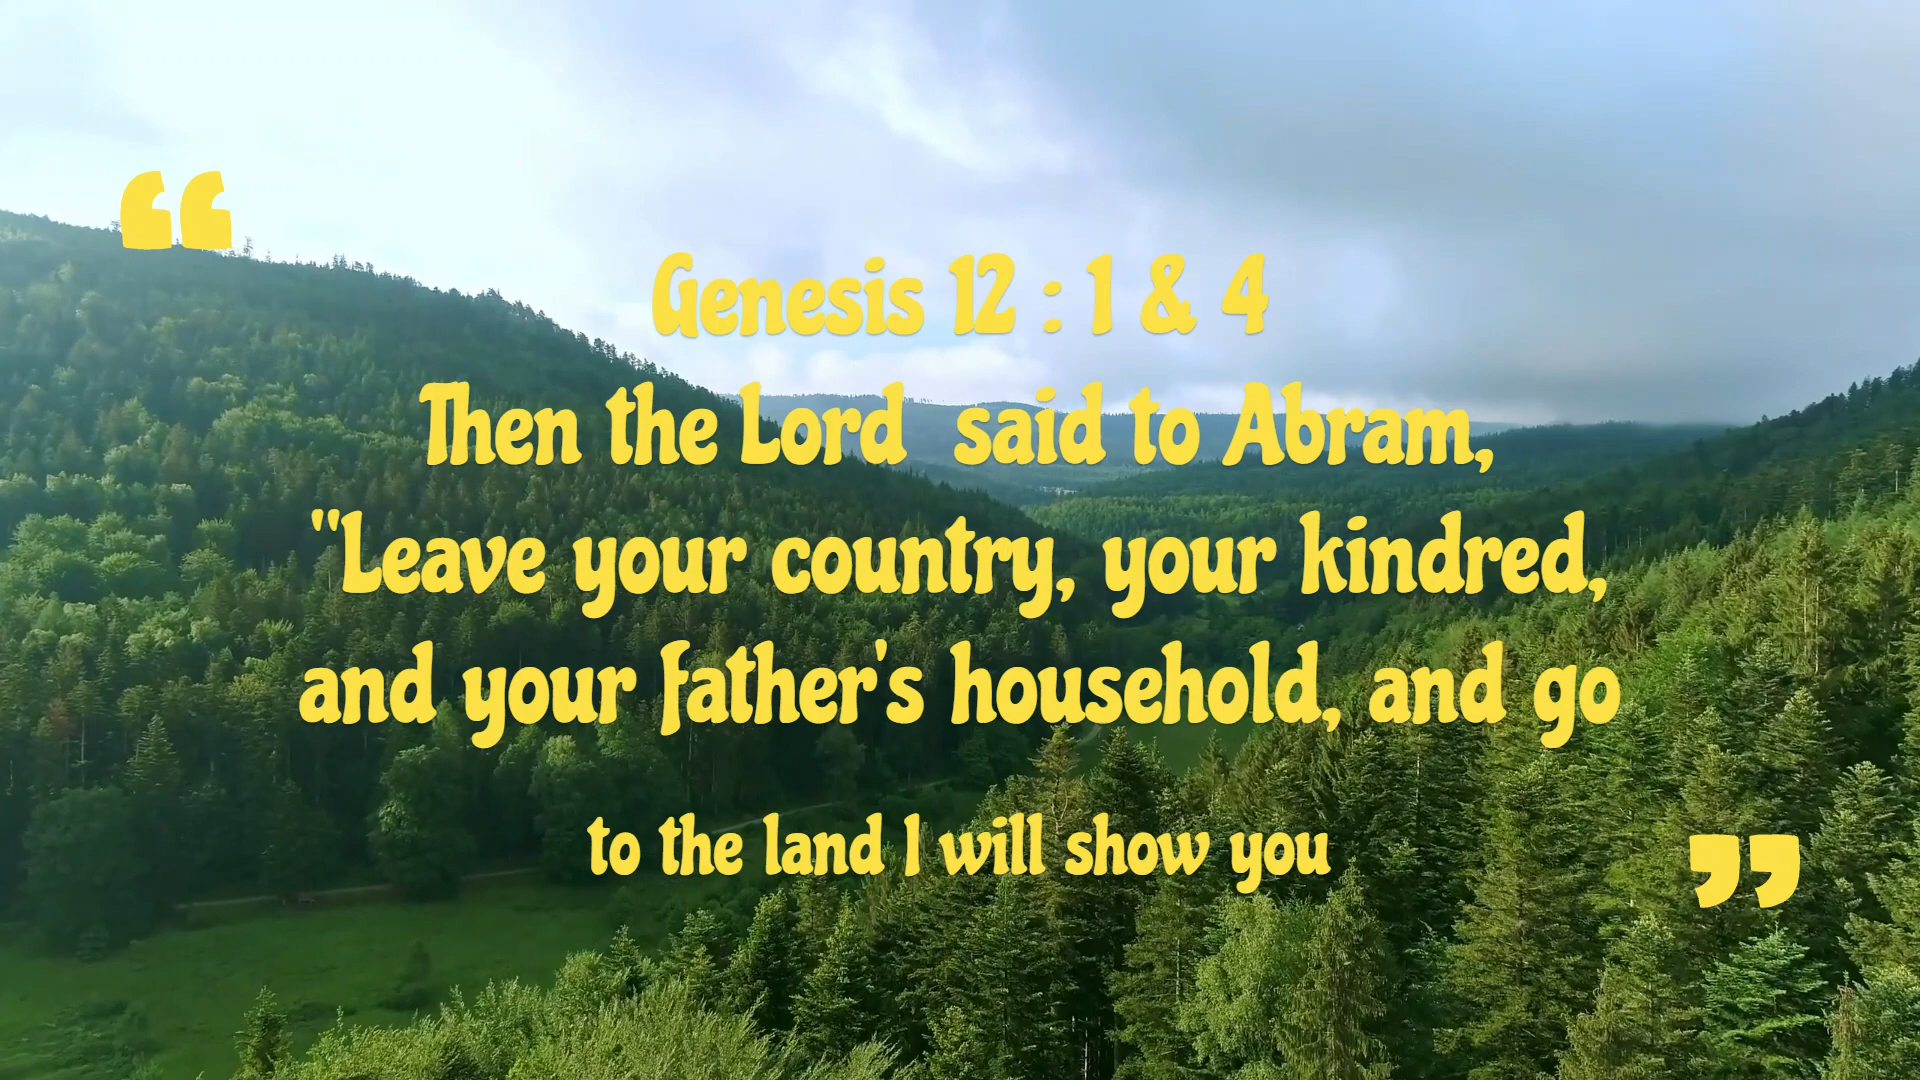 “
Genesis 12 : 1 & 4
Then the Lord  said to Abram,
"Leave your country, your kindred,
and your father's household, and go
to the land I will show you
”